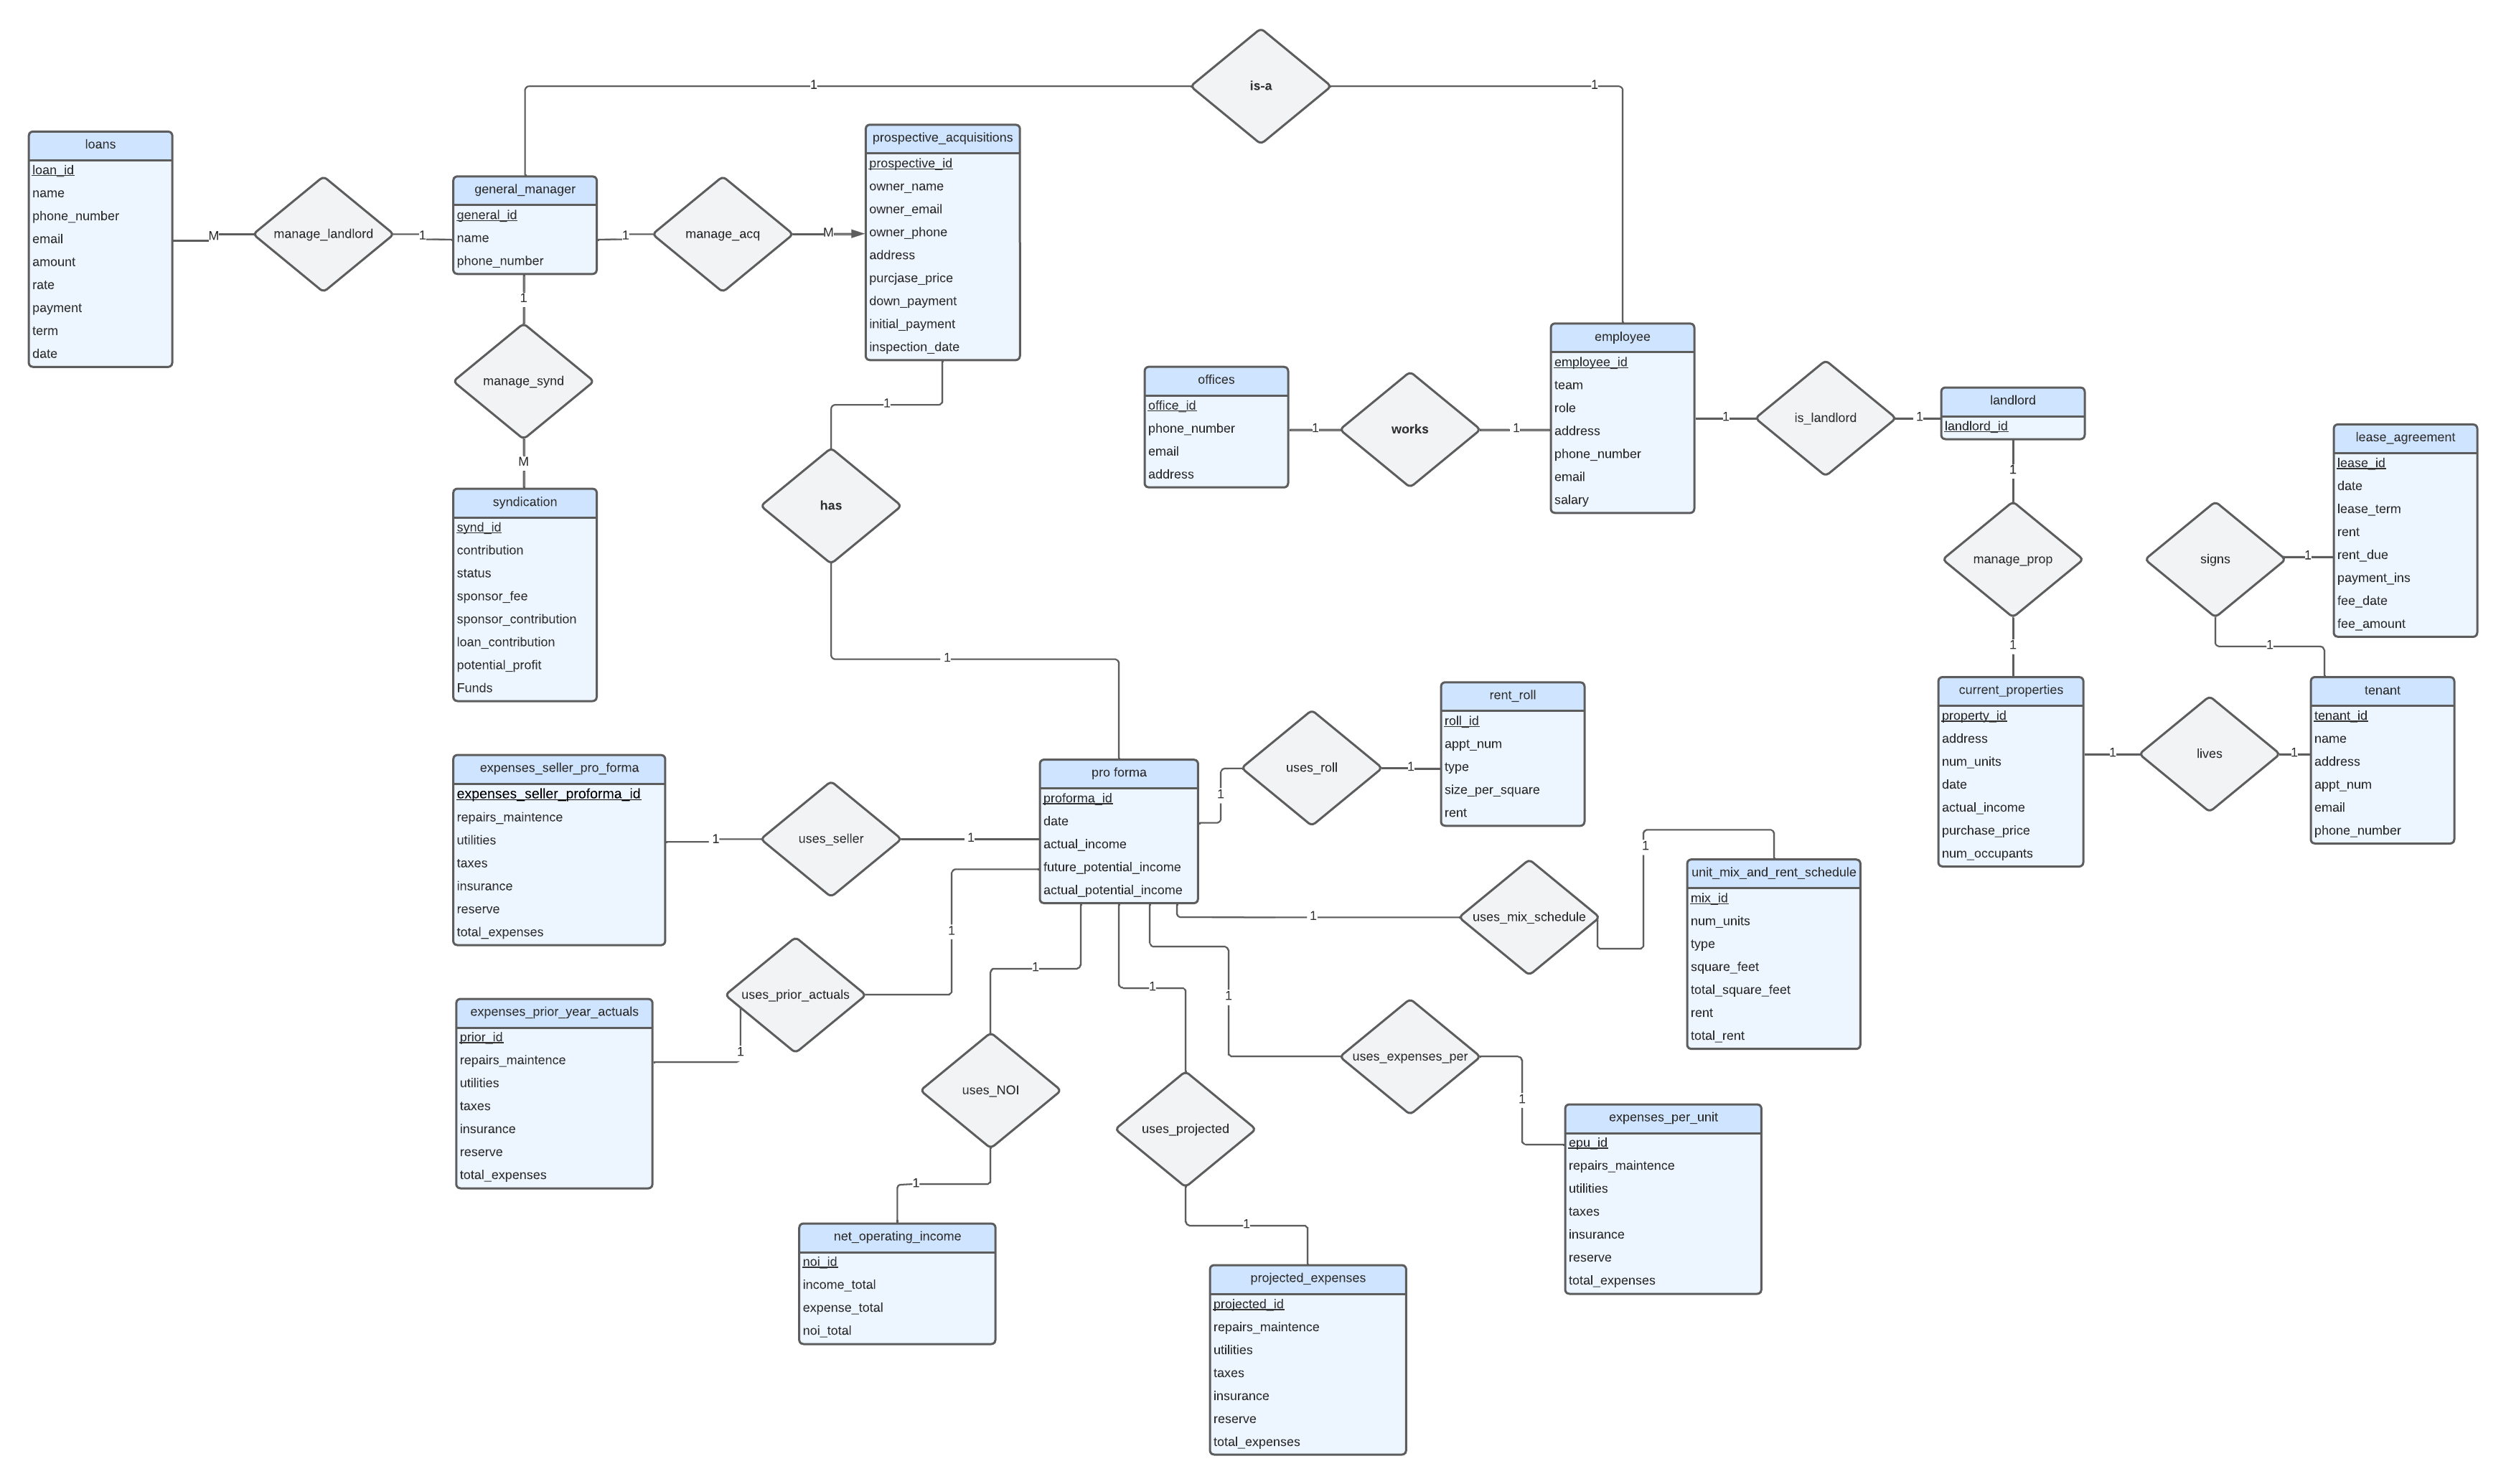 is-a
1
1
loans
loan_id
name
phone_number
email
amount
rate
payment
term
date
M
manage_landlord
1
general_manager
general_id
name
phone_number
1
manage_acq
M
prospective_acquisitions
prospective_id
owner_name
owner_email
owner_phone
address
purcjase_price
down_payment
initial_payment
inspection_date
1
manage_synd
M
syndication
synd_id
contribution
status
sponsor_fee
sponsor_contribution
loan_contribution
potential_profit
Funds
1
has
1
offices
office_id
phone_number
email
address
1
works
1
employee
employee_id
team
role
address
phone_number
email
salary
1
is_landlord
1
landlord
landlord_id
1
manage_prop
1
lease_agreement
lease_id
date
lease_term
rent
rent_due
payment_ins
fee_date
fee_amount
signs
1
1
current_properties
property_id
address
num_units
date
actual_income
purchase_price
num_occupants
1
lives
1
tenant
tenant_id
name
address
appt_num
email
phone_number
expenses_seller_pro_forma
expenses_seller_proforma_id
repairs_maintence
utilities
taxes
insurance
reserve
total_expenses
1
uses_seller
1
pro forma
proforma_id
date
actual_income
future_potential_income
actual_potential_income
1
uses_roll
1
rent_roll
roll_id
appt_num
type
size_per_square
rent
1
uses_mix_schedule
1
unit_mix_and_rent_schedule
mix_id
num_units
type
square_feet
total_square_feet
rent
total_rent
expenses_prior_year_actuals
prior_id
repairs_maintence
utilities
taxes
insurance
reserve
total_expenses
1
uses_prior_actuals
1
1
uses_NOI
1
net_operating_income
noi_id
income_total
expense_total
noi_total
1
uses_projected
1
projected_expenses
projected_id
repairs_maintence
utilities
taxes
insurance
reserve
total_expenses
1
uses_expenses_per
1
expenses_per_unit
epu_id
repairs_maintence
utilities
taxes
insurance
reserve
total_expenses